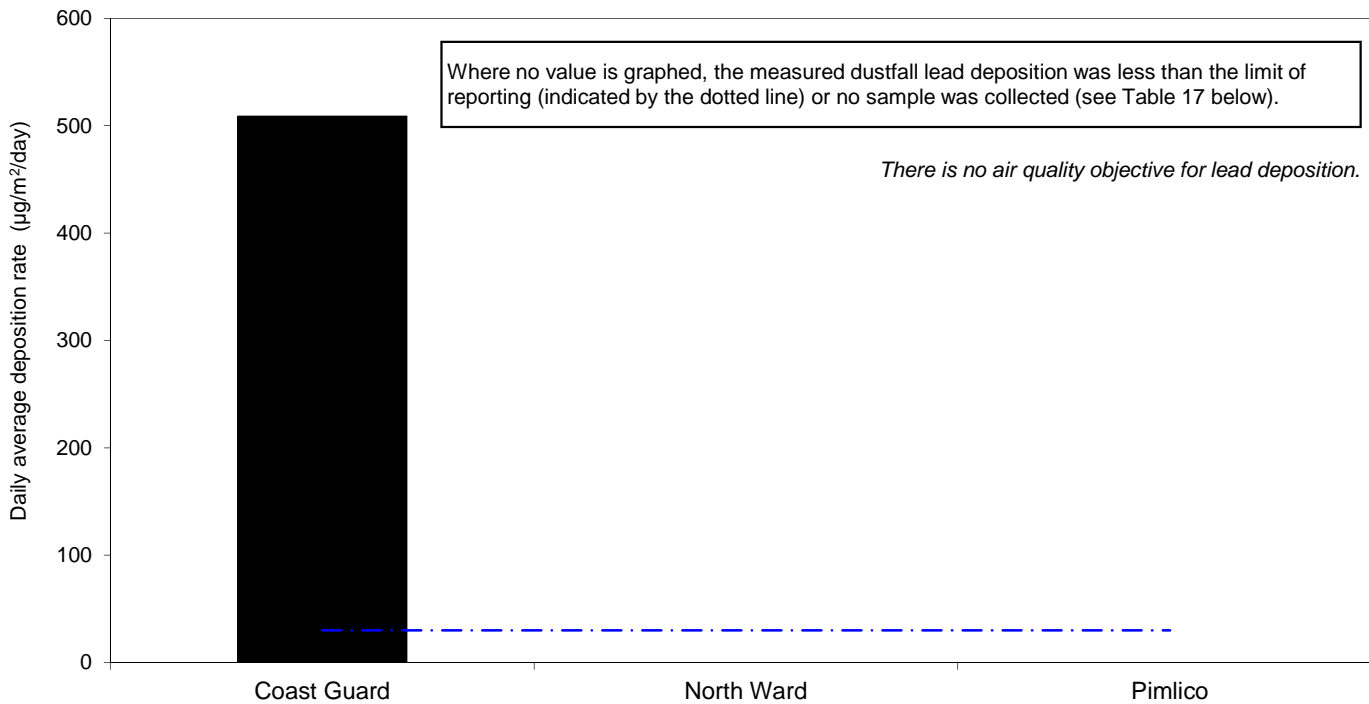 600
500
400
300
200
100
0
Daily average deposition rate (µg/m²/day)
Where no value is graphed, the measured dustfall lead deposition was less than the limit of
reporting (indicated by the dotted line) or no sample was collected (see Table 17 below).
There is no air quality objective for lead deposition.
Coast Guard
North Ward
Pimlico